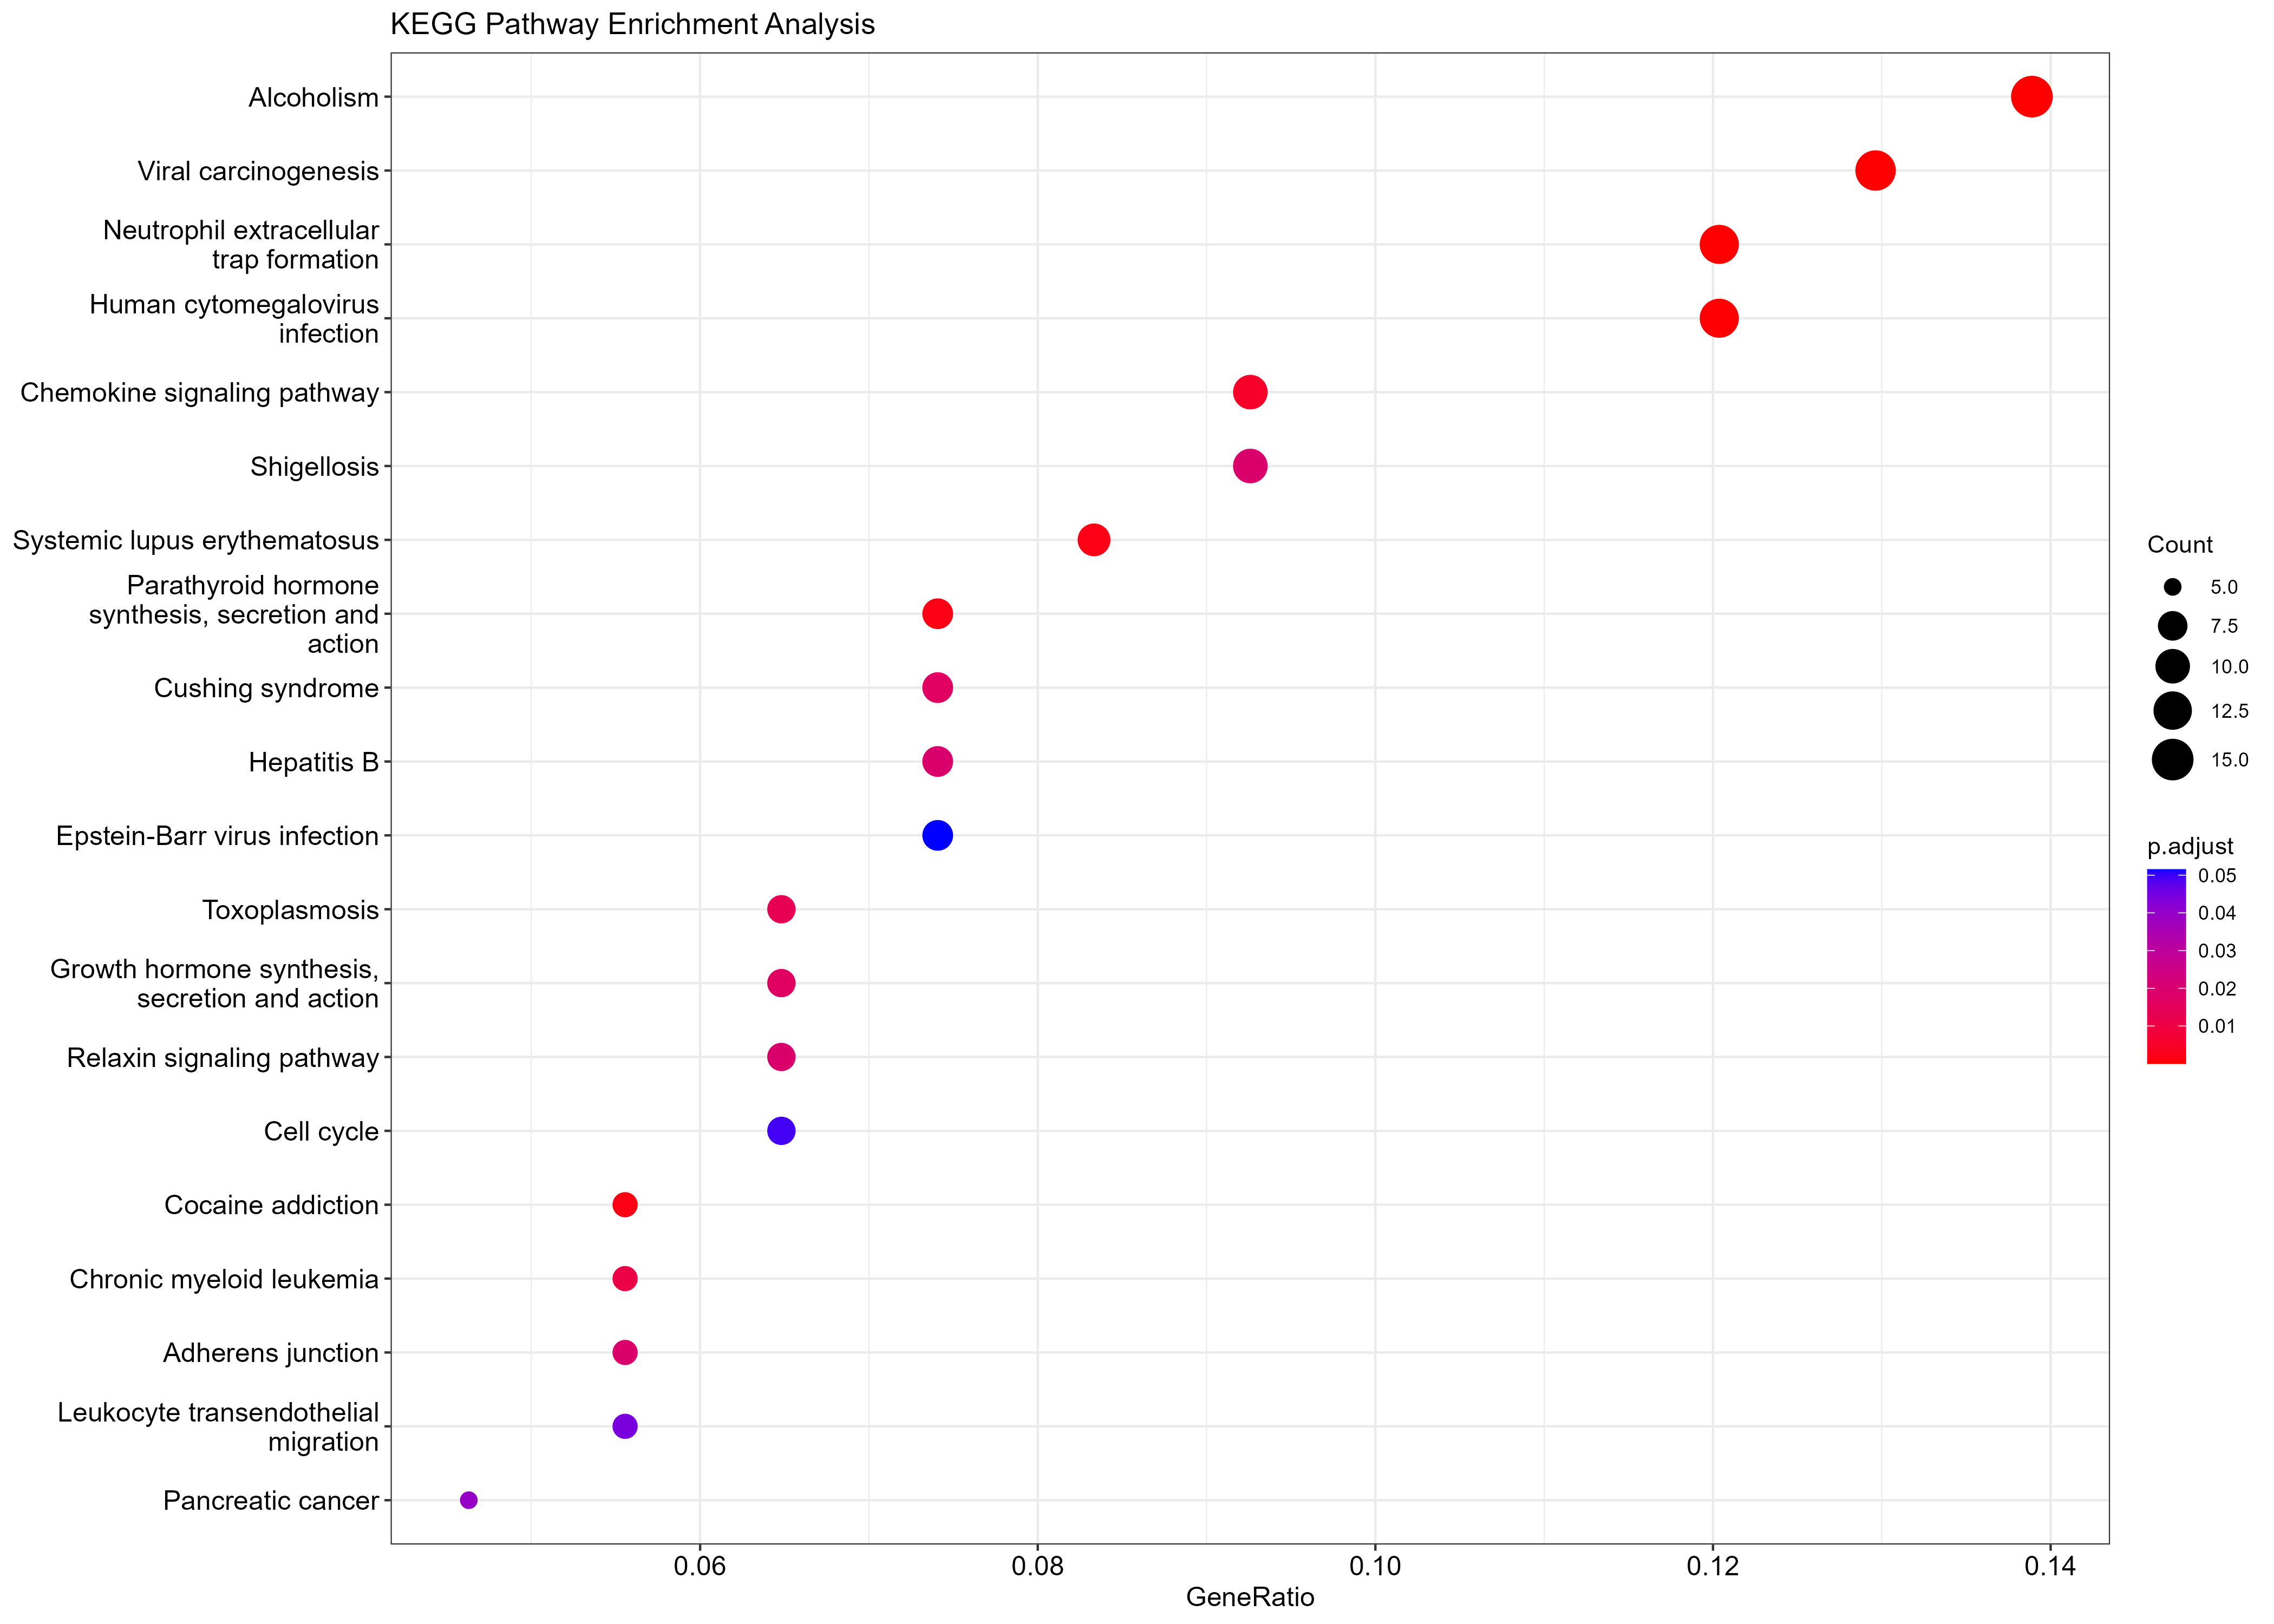 KEGG Pathway Enrichment Analysis
Alcoholism
Viral carcinogenesis
Neutrophil extracellular
trap formation
Human cytomegalovirus
infection
Chemokine signaling pathway
Shigellosis
Systemic lupus erythematosus
Parathyroid hormone
synthesis, secretion and
action
Cushing syndrome
Hepatitis B
Epstein-Barr virus infection
Toxoplasmosis
Growth hormone synthesis,
secretion and action
Relaxin signaling pathway
Cell cycle
Cocaine addiction
Chronic myeloid leukemia
Adherens junction
Leukocyte transendothelial
migration
Pancreatic cancer
0.06 0.08 0.10 0.12 0.14
GeneRatio
Count
5.0
7.5
10.0
12.5
15.0
p.adjust
0.05
0.04
0.03
0.02
0.01